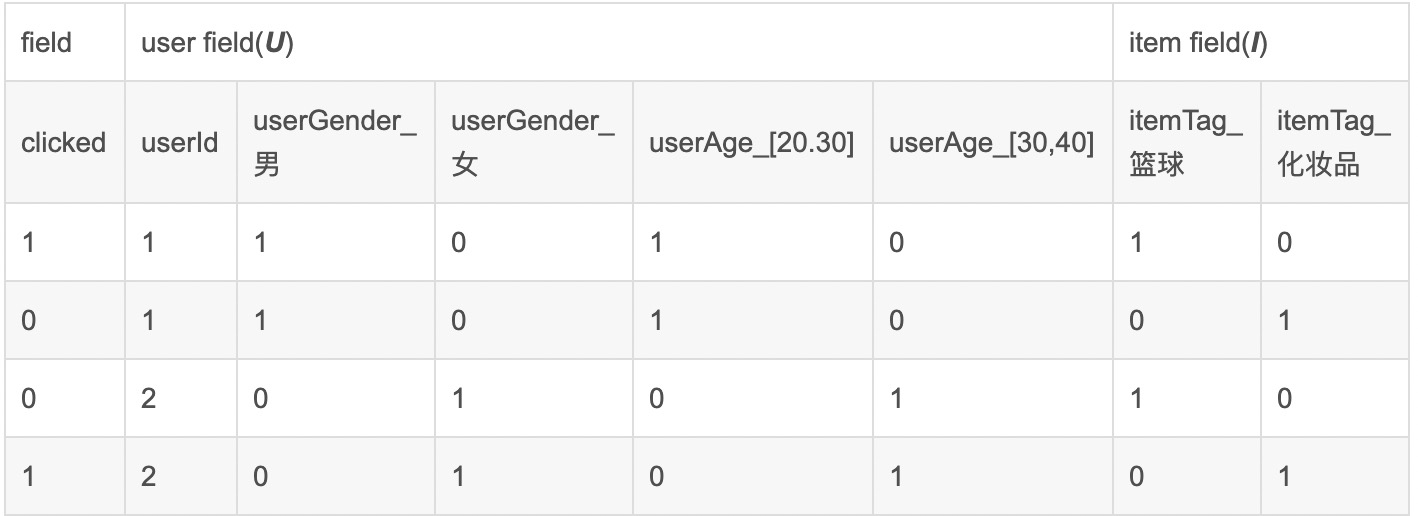 field user field(U) item field(I)
clicked userId userGender_男 userGender_女 userAge_[20.30] userAge_[30,40] itemTag_篮球 itemTag_化妆品
1 1 1 0 1 0 1 0
0 1 1 0 1 0 0 1
0 2 0 1 0 1 1 0
1 2 0 1 0 1 0 1